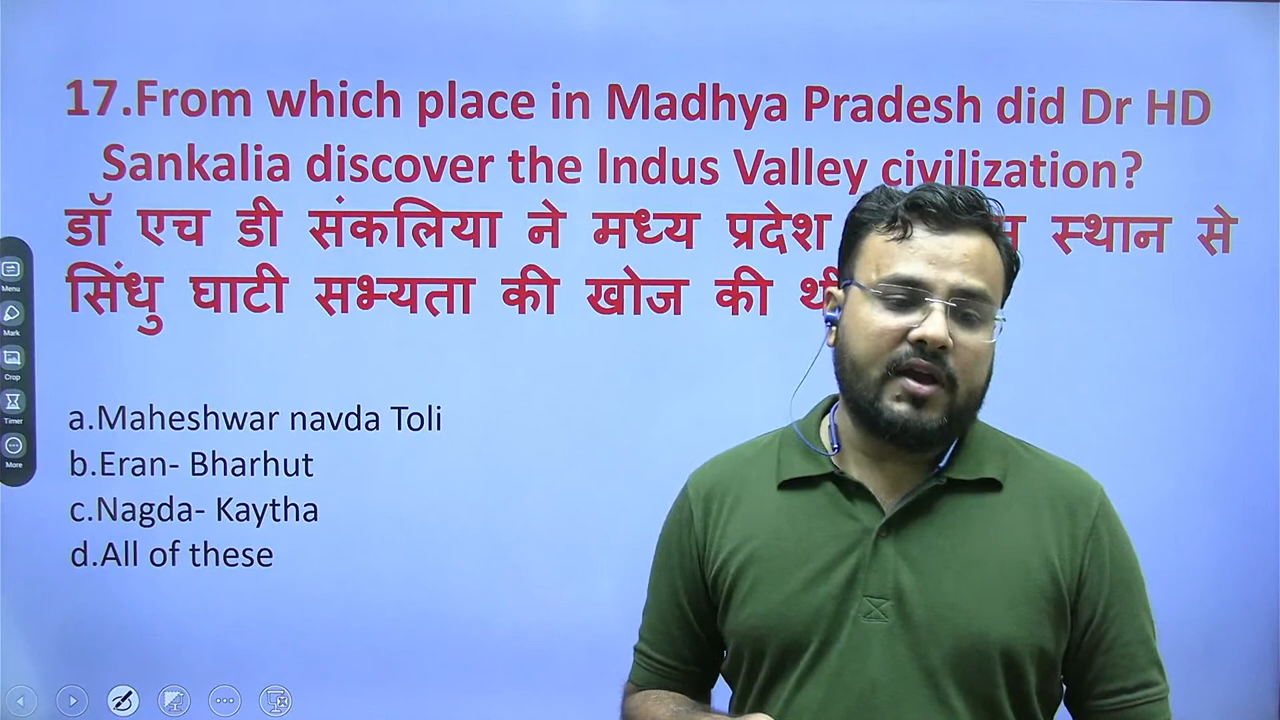 17.From which place in Madhya Pradesh did Dr HD
Sankalia discover the Indus Valley civilization?
डॉ एच डी संकलिया ने मध्य प्रदेश स्थान से
सिंधु घाटी सभ्यता की खोज की
a.Maheshwar navda Toli
b.Eran- Bharhut
c.Nagda- Kaytha
d.All of these
Menu
Mark
Crop
Timer
More